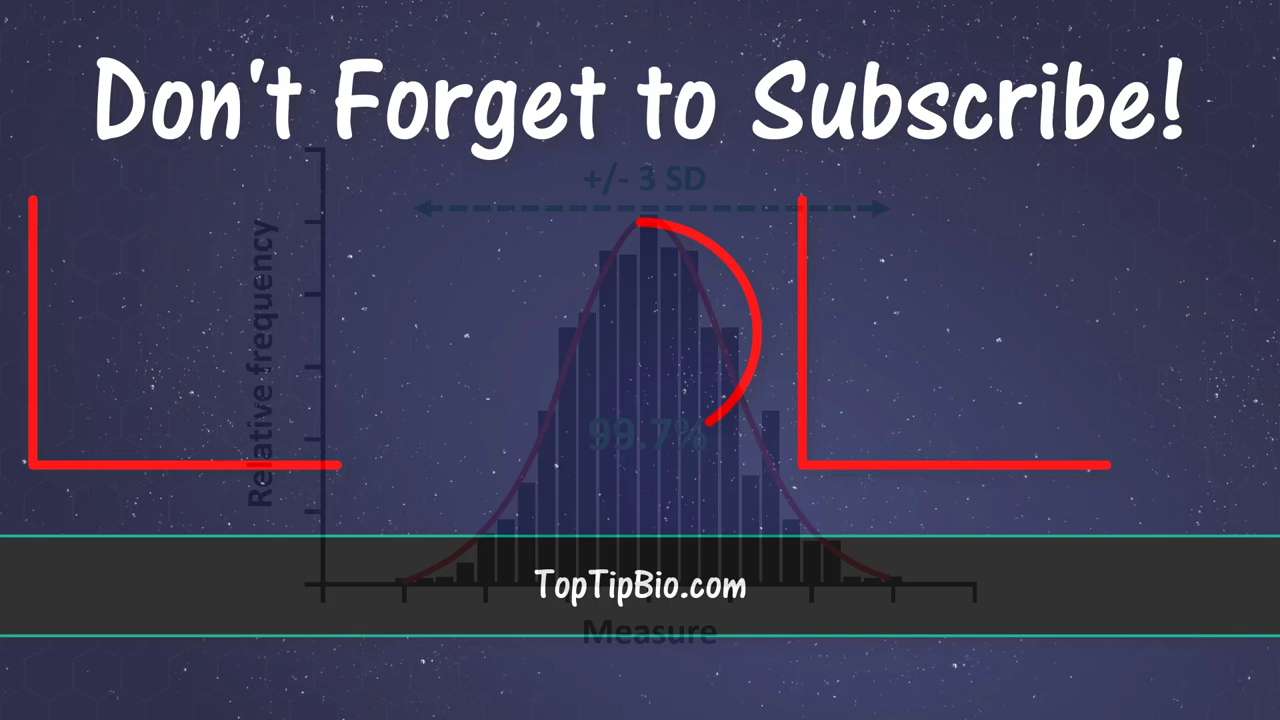 Don't Forget to Subscribe!
+/- 3 SD
Relative frequency
99.7%
TopTipBio.com
Measure